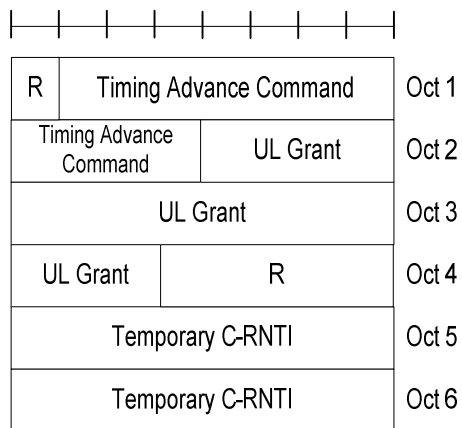 R Timing Advance Command Oct 1
Timing Advance
Command
UL Grant Oct 2
UL Grant Oct 3
UL Grant R Oct 4
Temporary C-RNTI Oct 5
Temporary C-RNTI Oct 6